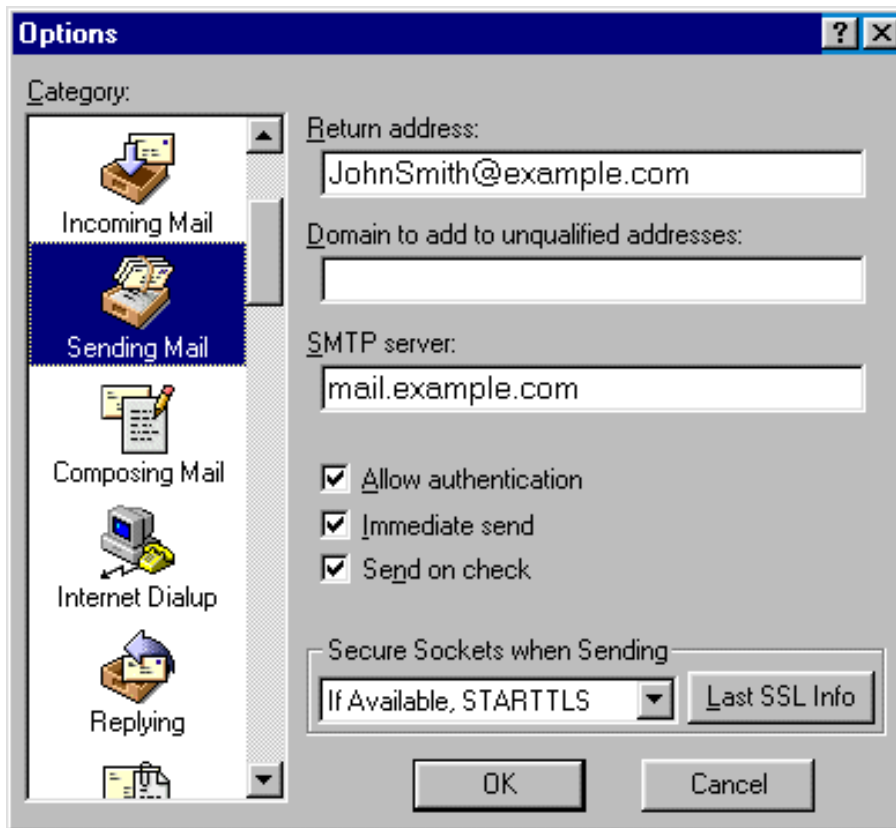 Options
Category:
Incoming Mail
Sending Mail
Composing Mail
Internet Dialup
Replying
Return address:
JohnSmith@example.com
Domain to add to unqualified addresses:
SMTP server:
mail.example.com
Allow authentication
Immediate send
Send on check
Secure Sockets when Sending
If Available, STARTTLS
Last SSL Info
OK
Cancel